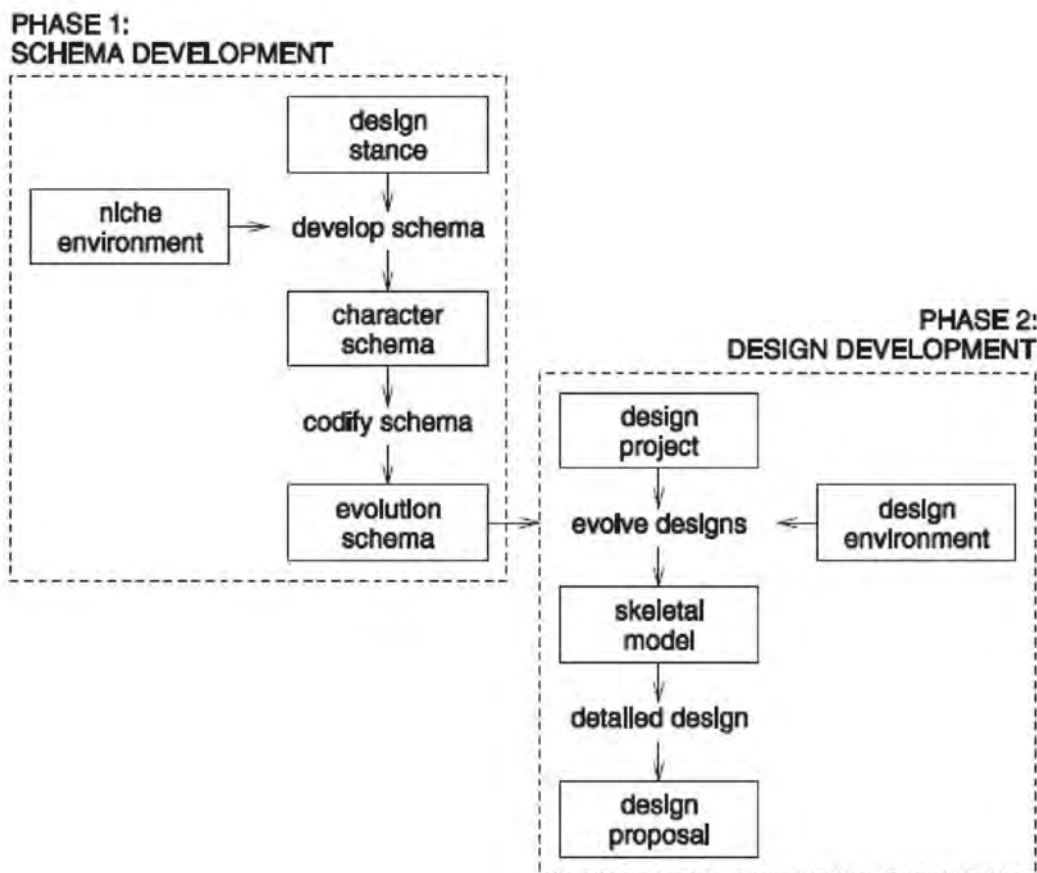 PHASE 1:
SCHEMA DEVELOPMENT
design
stance
niche
environment
develop schema
character
schema
codify schema
evolution
schema
PHASE 2:
DESIGN DEVELOPMENT
design
project
evolve designs
design
environment
skeletal
model
detailed design
design
proposal